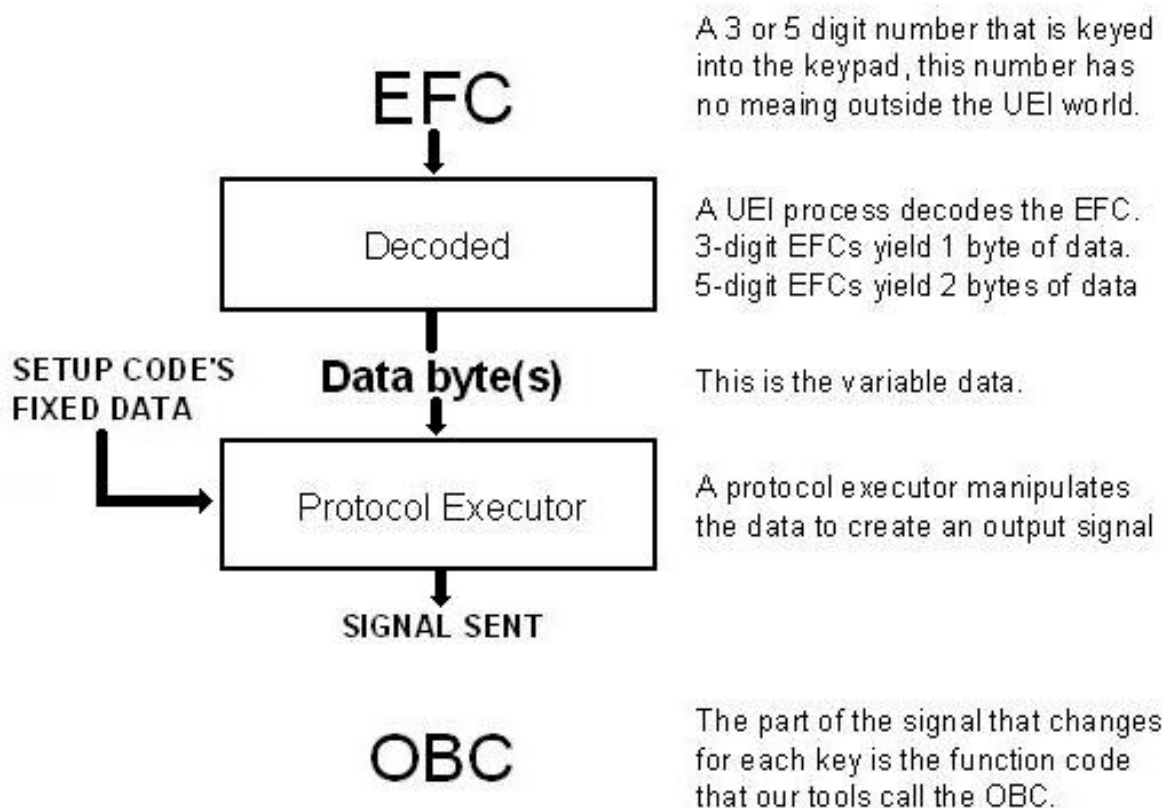 A 3 or 5 digit number that is keyed
into the keypad, this number has
no meaing outside the UEI world.
EFC
Decoded
A UEI process decodes the EFC.
3-digit EFCs yield 1 byte of data.
5-digit EFCs yield 2 bytes of data
SETUP CODE'S
FIXED DATA
Data byte(s)
This is the variable data.
Protocol Executor
A protocol executor manipulates
the data to create an output signal
SIGNAL SENT
OBC
The part of the signal that changes
for each key is the function code
that our tools call the OBC.